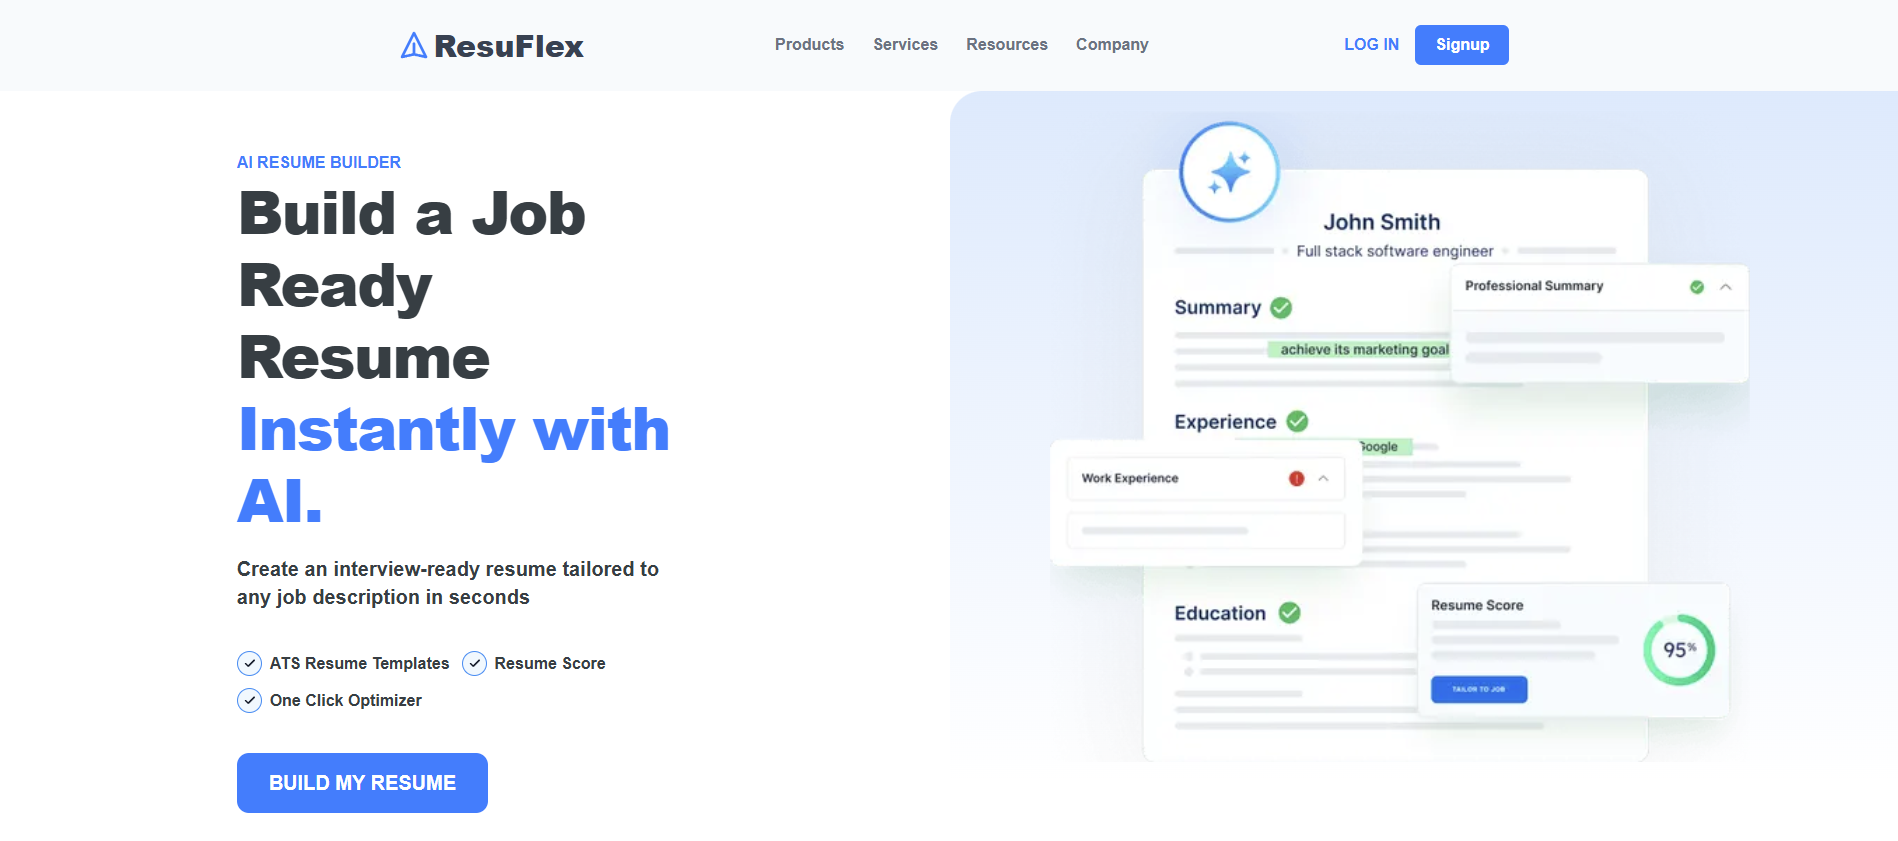 ResuFlex
Products Services Resources Company
LOG IN Signup
AI RESUME BUILDER
Build a Job
Ready
Resume
Instantly with
AI.
Create an interview-ready resume tailored to
any job description in seconds
ATS Resume Templates Resume Score
One Click Optimizer
BUILD MY RESUME
John Smith
Full stack software engineer
Professional Summary
Summary
achieve its marketing goal
Experience
Google
Work Experience
Education
Resume Score
95%
TAILOR TO JOB